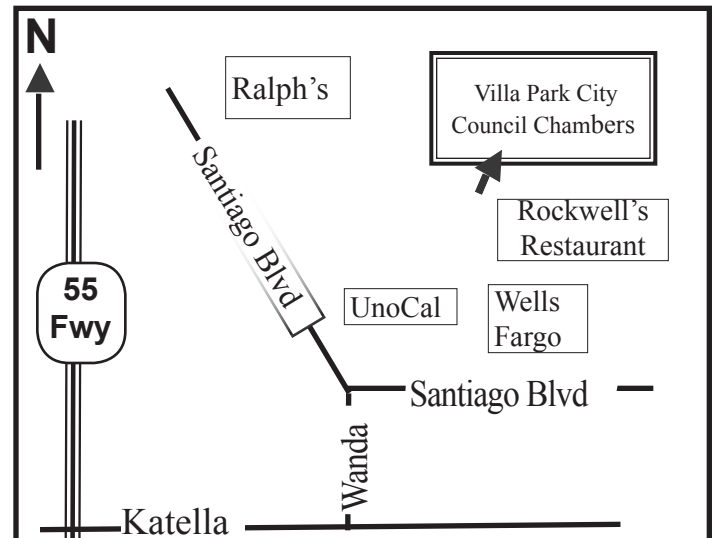 N
Ralph's
Villa Park City
Council Chambers
Santiago Blvd
Rockwell's
Restaurant
55
Fwy
UnoCal
Wells
Fargo
Santiago Blvd
Wanda
Katella